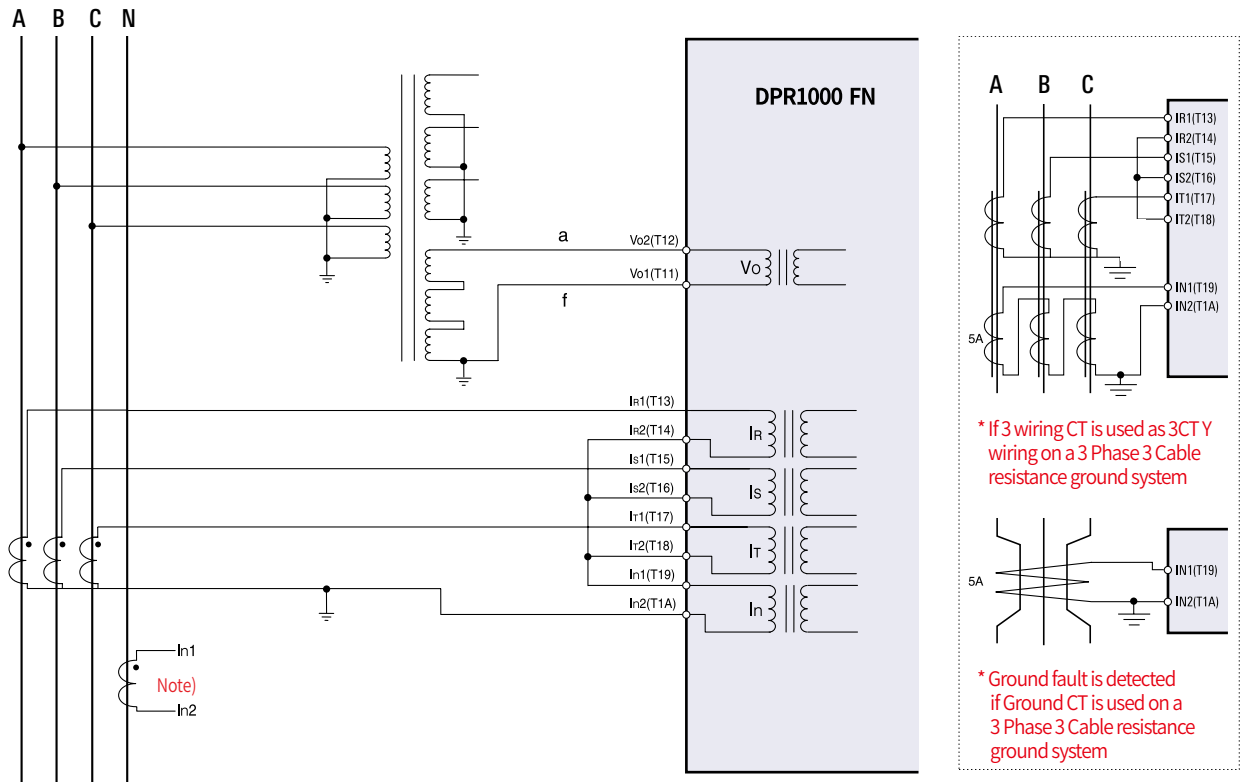 A B C N
DPR1000 FN
a
Vo2(T12)
Vo
Vo1(T11)
f
IR1(T13)
IR2(T14)
IR
IS1(T15)
IS2(T16)
IS
IT1(T17)
IT2(T18)
IT
In1(T19)
In2(T1A)
In
In1
Note)
In2
A B C
IR1(T13)
IR2(T14)
IS1(T15)
IS2(T16)
IT1(T17)
IT2(T18)
IN1(T19)
IN2(T1A)
5A
* If 3 wiring CT is used as 3CT Y
wiring on a 3 Phase 3 Cable
resistance ground system
IN1(T19)
5A
IN2(T1A)
* Ground fault is detected
if Ground CT is used on a
3 Phase 3 Cable resistance
ground system